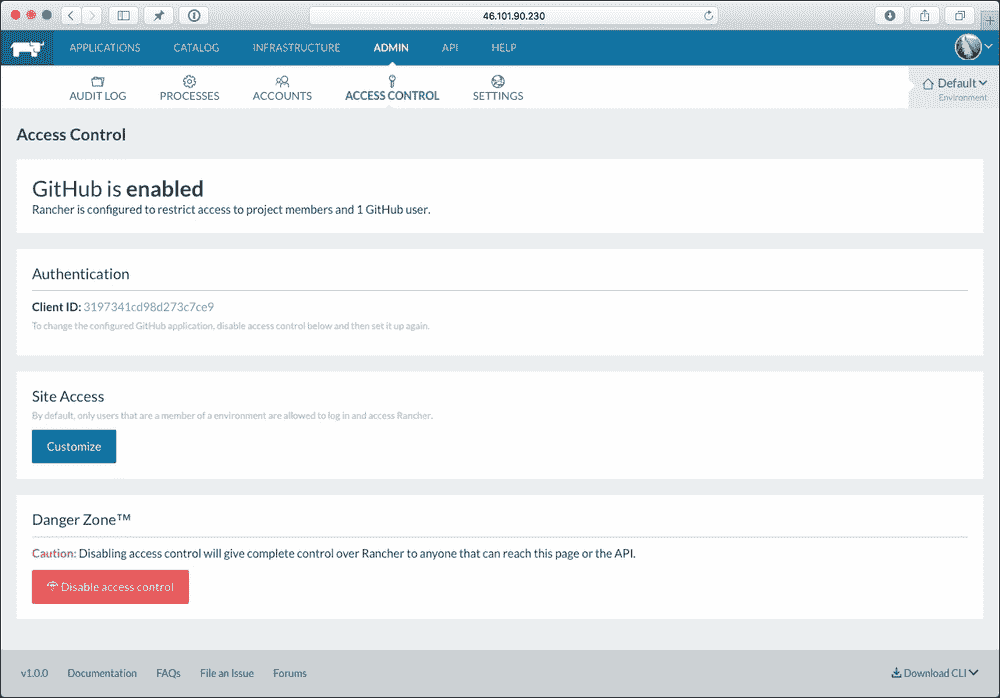 46.101.90.230
APPLICATIONS CATALOG INFRASTRUCTURE ADMIN API HELP
AUDIT LOG PROCESSES ACCOUNTS ACCESS CONTROL SETTINGS
Default
Environment
Access Control
GitHub is enabled
Rancher is configured to restrict access to project members and 1 GitHub user.
Authentication
Client ID: 3197341cd98d273c7ce9
To change the configured GitHub application, disable access control below and then set it up again.
Site Access
By default, only users that are a member of a environment are allowed to log in and access Rancher.
Customize
Danger Zone™
Caution: Disabling access control will give complete control over Rancher to anyone that can reach this page or the API.
Disable access control
v1.0.0 Documentation FAQs File an Issue Forums Download CLI